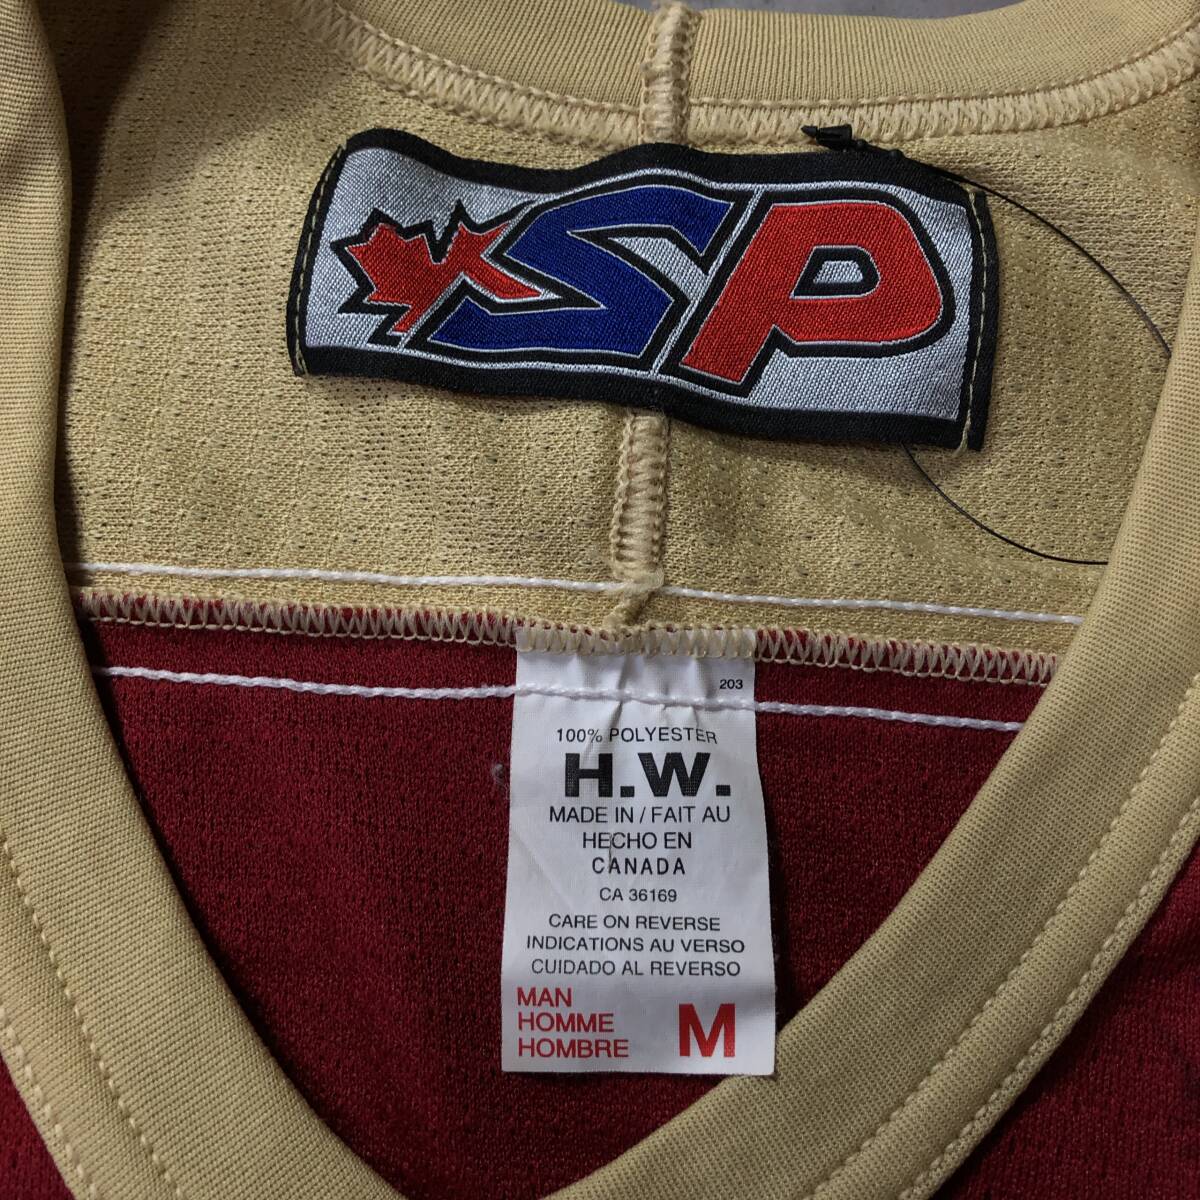 SP
203
100% POLYESTER
H.W.
MADE IN / FAIT AU
HECHO EN
CANADA
CA 36169
CARE ON REVERSE
INDICATIONS AU VERSO
CUIDADO AL REVERSO
MAN
HOMME
HOMBRE M